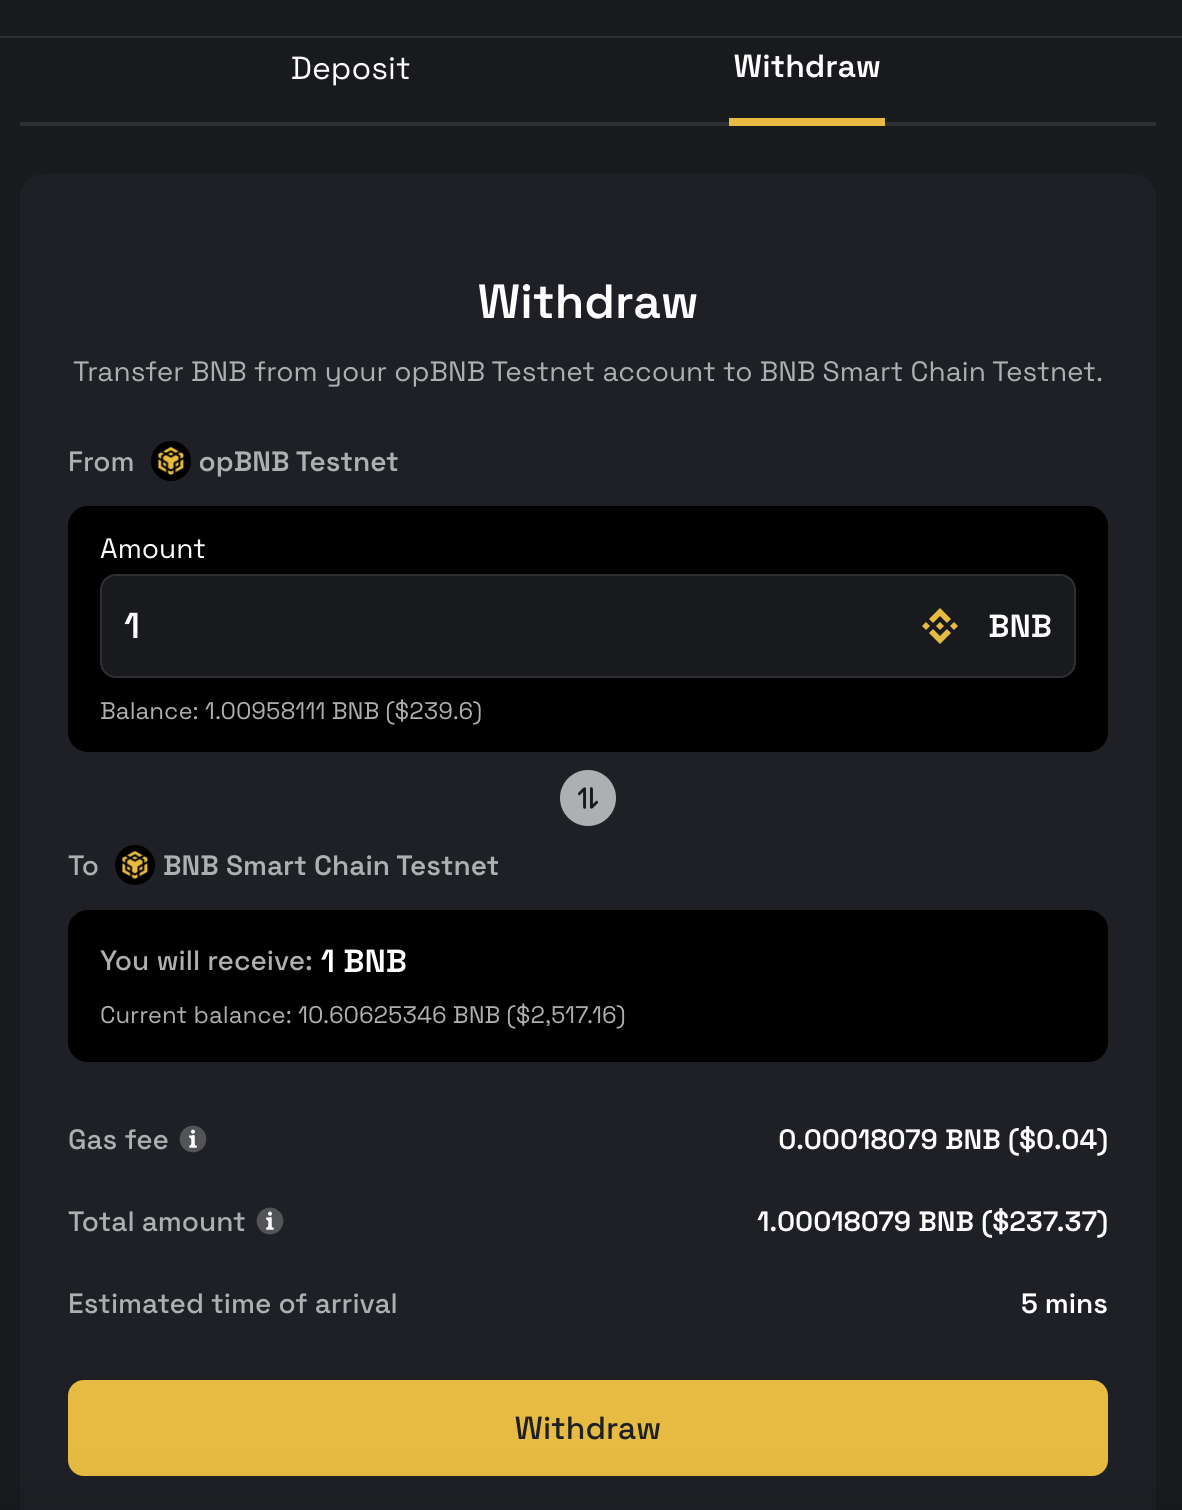 Deposit
Withdraw
Withdraw
Transfer BNB from your opBNB Testnet account to BNB Smart Chain Testnet.
From opBNB Testnet
Amount
1 BNB
Balance: 1.00958111 BNB ($239.6)
To BNB Smart Chain Testnet
You will receive: 1 BNB
Current balance: 10.60625346 BNB ($2,517.16)
Gas fee 0.00018079 BNB ($0.04)
Total amount 1.00018079 BNB ($237.37)
Estimated time of arrival 5 mins
Withdraw